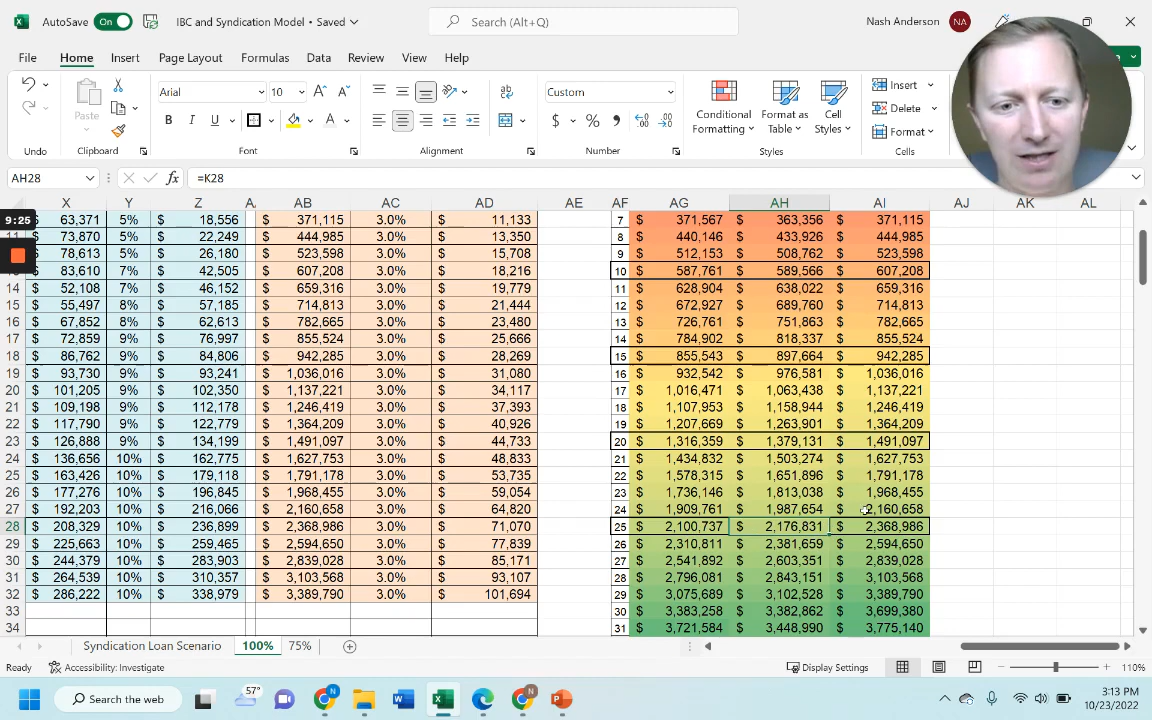 AutoSave On IBC and Syndication Model • Saved Search (Alt+Q) Nash Anderson NA
File Home Insert Page Layout Formulas Data Review View Help
Arial 10 Custom
Paste
Conditional Formatting Format as Table Cell Styles
Insert
Delete
Format
Undo Clipboard Font Alignment Number Styles Cells
AH28 =K28
X Y Z AB AC AD AE AF AG AH AI AJ AK AL
9:25
$ 63,371 5% $ 18,556 $ 371,115 3.0% $ 11,133 7 $ 371,567 $ 363,356 $ 371,115
$ 73,870 5% $ 22,249 $ 444,985 3.0% $ 13,350 8 $ 440,146 $ 433,926 $ 444,985
$ 78,613 5% $ 26,180 $ 523,598 3.0% $ 15,708 9 $ 512,153 $ 508,762 $ 523,598
$ 83,610 7% $ 42,505 $ 607,208 3.0% $ 18,216 10 $ 587,761 $ 589,566 $ 607,208
14 $ 52,108 7% $ 46,152 $ 659,316 3.0% $ 19,779 11 $ 628,904 $ 638,022 $ 659,316
15 $ 55,497 8% $ 57,185 $ 714,813 3.0% $ 21,444 12 $ 672,927 $ 689,760 $ 714,813
16 $ 67,852 8% $ 62,613 $ 782,665 3.0% $ 23,480 13 $ 726,761 $ 751,863 $ 782,665
17 $ 72,859 9% $ 76,997 $ 855,524 3.0% $ 25,666 14 $ 784,902 $ 818,337 $ 855,524
18 $ 86,762 9% $ 84,806 $ 942,285 3.0% $ 28,269 15 $ 855,543 $ 897,664 $ 942,285
19 $ 93,730 9% $ 93,241 $ 1,036,016 3.0% $ 31,080 16 $ 932,542 $ 976,581 $ 1,036,016
20 $ 101,205 9% $ 102,350 $ 1,137,221 3.0% $ 34,117 17 $ 1,016,471 $ 1,063,438 $ 1,137,221
21 $ 109,198 9% $ 112,178 $ 1,246,419 3.0% $ 37,393 18 $ 1,107,953 $ 1,158,944 $ 1,246,419
22 $ 117,790 9% $ 122,779 $ 1,364,209 3.0% $ 40,926 19 $ 1,207,669 $ 1,263,901 $ 1,364,209
23 $ 126,888 9% $ 134,199 $ 1,491,097 3.0% $ 44,733 20 $ 1,316,359 $ 1,379,131 $ 1,491,097
24 $ 136,656 10% $ 162,775 $ 1,627,753 3.0% $ 48,833 21 $ 1,434,832 $ 1,503,274 $ 1,627,753
25 $ 163,426 10% $ 179,118 $ 1,791,178 3.0% $ 53,735 22 $ 1,578,315 $ 1,651,896 $ 1,791,178
26 $ 177,276 10% $ 196,845 $ 1,968,455 3.0% $ 59,054 23 $ 1,736,146 $ 1,813,038 $ 1,968,455
27 $ 192,203 10% $ 216,066 $ 2,160,658 3.0% $ 64,820 24 $ 1,909,761 $ 1,987,654 $ 2,160,658
28 $ 208,329 10% $ 236,899 $ 2,368,986 3.0% $ 71,070 25 $ 2,100,737 $ 2,176,831 $ 2,368,986
29 $ 225,663 10% $ 259,465 $ 2,594,650 3.0% $ 77,839 26 $ 2,310,811 $ 2,381,659 $ 2,594,650
30 $ 244,379 10% $ 283,903 $ 2,839,028 3.0% $ 85,171 27 $ 2,541,892 $ 2,603,351 $ 2,839,028
31 $ 264,539 10% $ 310,357 $ 3,103,568 3.0% $ 93,107 28 $ 2,796,081 $ 2,843,151 $ 3,103,568
32 $ 286,222 10% $ 338,979 $ 3,389,790 3.0% $ 101,694 29 $ 3,075,689 $ 3,102,528 $ 3,389,790
33 30 $ 3,383,258 $ 3,382,862 $ 3,699,380
34 31 $ 3,721,584 $ 3,448,990 $ 3,775,140
Syndication Loan Scenario 100% 75%
Ready Accessibility: Investigate Display Settings 110%
57° Search the web 3:13 PM
10/23/2022